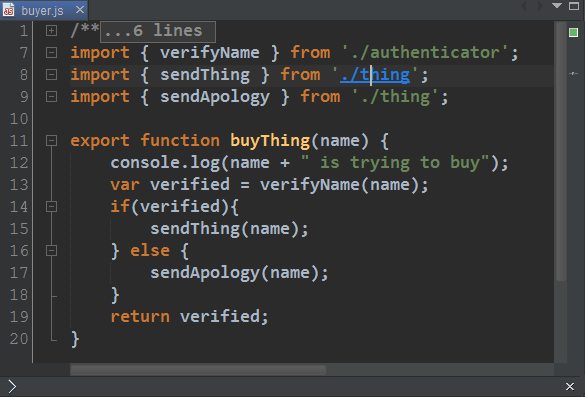 buyer.js
1 /**...6 lines
7 import { verifyName } from './authenticator';
8 import { sendThing } from './thing';
9 import { sendApology } from './thing';
10
11 export function buyThing(name) {
12     console.log(name + " is trying to buy");
13     var verified = verifyName(name);
14     if(verified){
15         sendThing(name);
16     } else {
17         sendApology(name);
18     }
19     return verified;
20 }